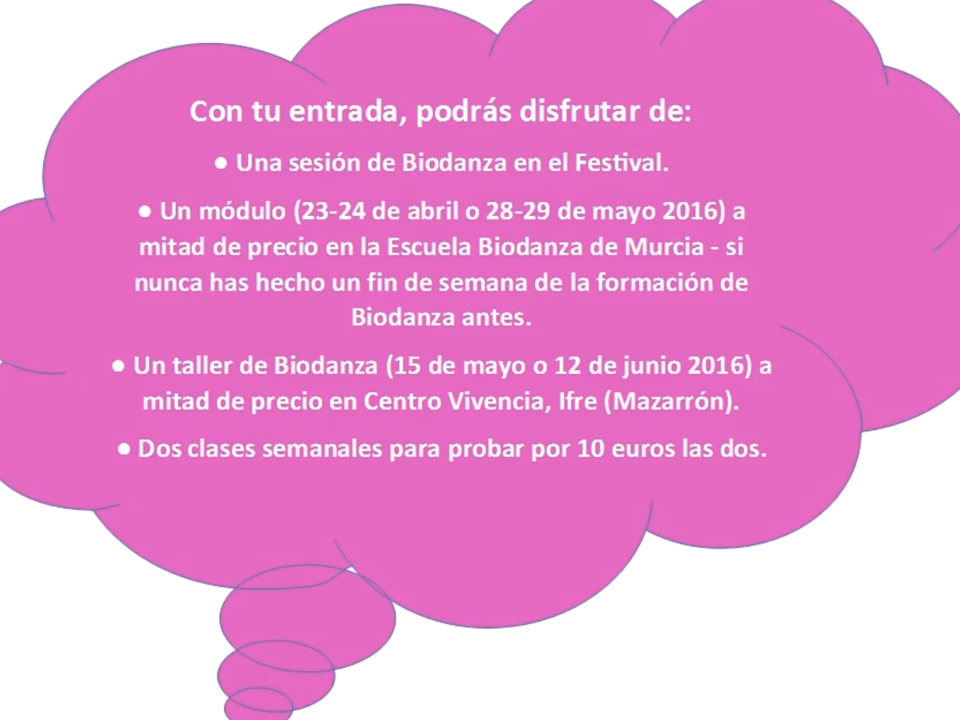 Con tu entrada, podrás disfrutar de:
● Una sesión de Biodanza en el Festival.
● Un módulo (23-24 de abril o 28-29 de mayo 2016) a
mitad de precio en la Escuela Biodanza de Murcia - si
nunca has hecho un fin de semana de la formación de
Biodanza antes.
● Un taller de Biodanza (15 de mayo o 12 de junio 2016) a
mitad de precio en Centro Vivencia, Ifre (Mazarrón).
● Dos clases semanales para probar por 10 euros las dos.